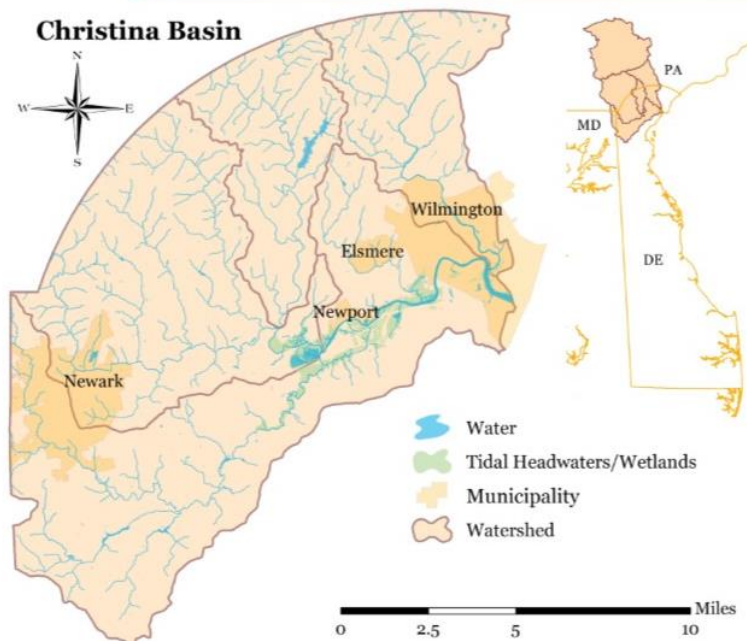 Christina Basin
N
W
E
S
PA
MD
DE
Wilmington
Elsmere
Newport
Newark
Water
Tidal Headwaters/Wetlands
Municipality
Watershed
Miles
0
2.5
5
10